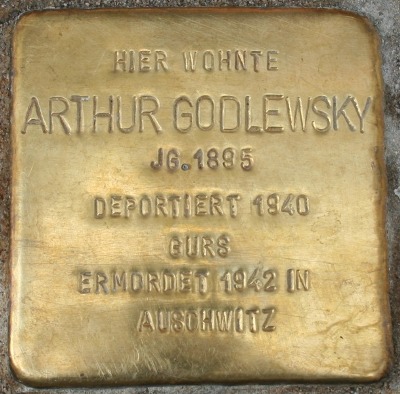 HIER WOHNTE
ARTHUR GODLEWSKY
JG. 1895
DEPORTIERT 1940
GURS
ERMORDET 1942 IN
AUSCHWITZ